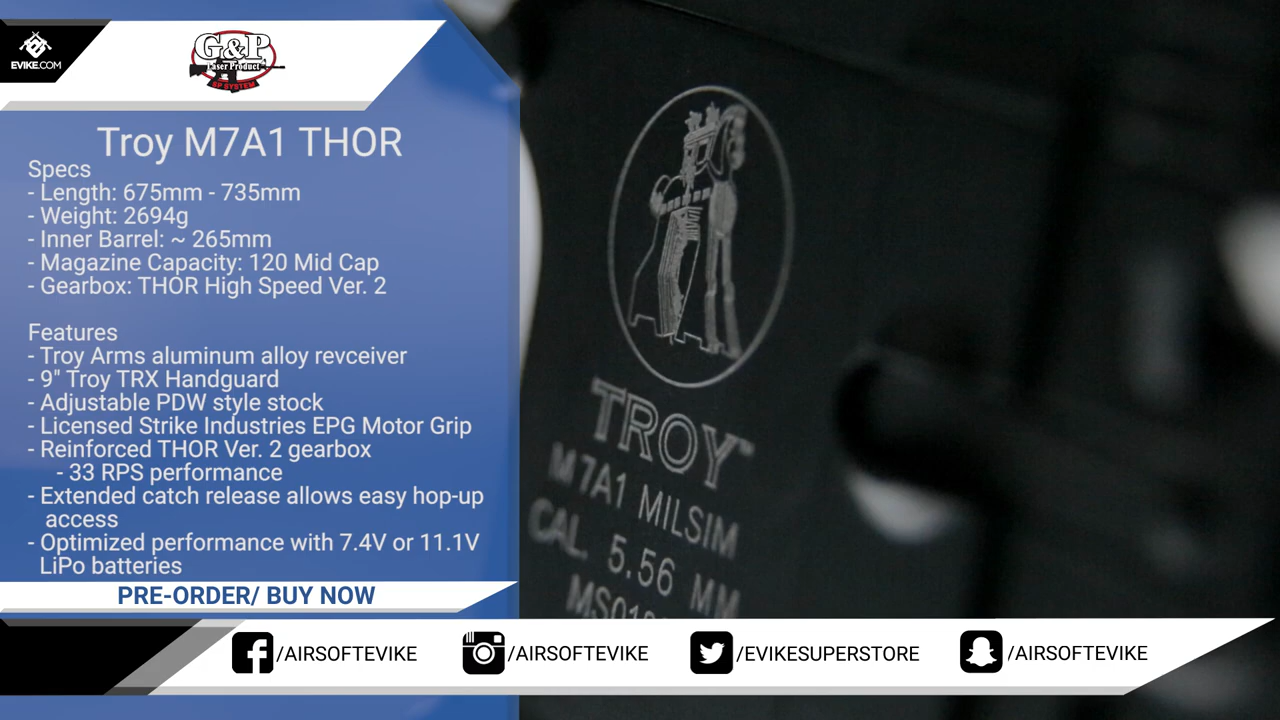 EVIKE.COM
G&P
Laser Product
SP SYSTEM
Troy M7A1 THOR
Specs
- Length: 675mm - 735mm
- Weight: 2694g
- Inner Barrel: ~ 265mm
- Magazine Capacity: 120 Mid Cap
- Gearbox: THOR High Speed Ver. 2
Features
- Troy Arms aluminum alloy revceiver
- 9" Troy TRX Handguard
- Adjustable PDW style stock
- Licensed Strike Industries EPG Motor Grip
- Reinforced THOR Ver. 2 gearbox
- 33 RPS performance
- Extended catch release allows easy hop-up
access
- Optimized performance with 7.4V or 11.1V
LiPo batteries
PRE-ORDER/ BUY NOW
TROY™
M7A1 MILSIM
CAL. 5.56 MM
/AIRSOFTEVIKE
/AIRSOFTEVIKE
/EVIKESUPERSTORE
/AIRSOFTEVIKE